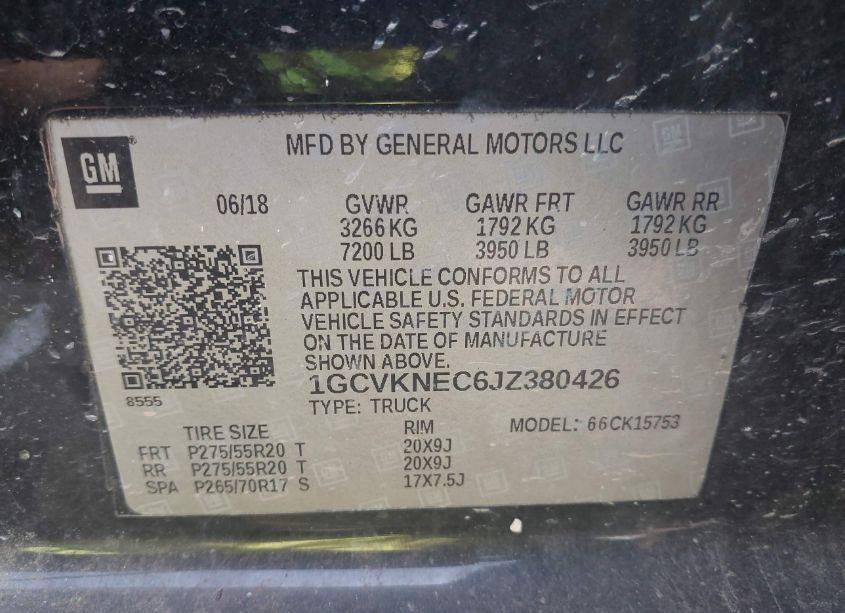 GM
MFD BY GENERAL MOTORS LLC
06/18 GVWR GAWR FRT GAWR RR
3266 KG 1792 KG 1792 KG
7200 LB 3950 LB 3950 LB
THIS VEHICLE CONFORMS TO ALL
APPLICABLE U.S. FEDERAL MOTOR
VEHICLE SAFETY STANDARDS IN EFFECT
ON THE DATE OF MANUFACTURE
SHOWN ABOVE.
1GCVKNEC6JZ380426
8555
TYPE: TRUCK
MODEL: 66CK15753
TIRE SIZE RIM
FRT P275/55R20 T 20X9J
RR P275/55R20 T 20X9J
SPA P265/70R17 S 17X7.5J